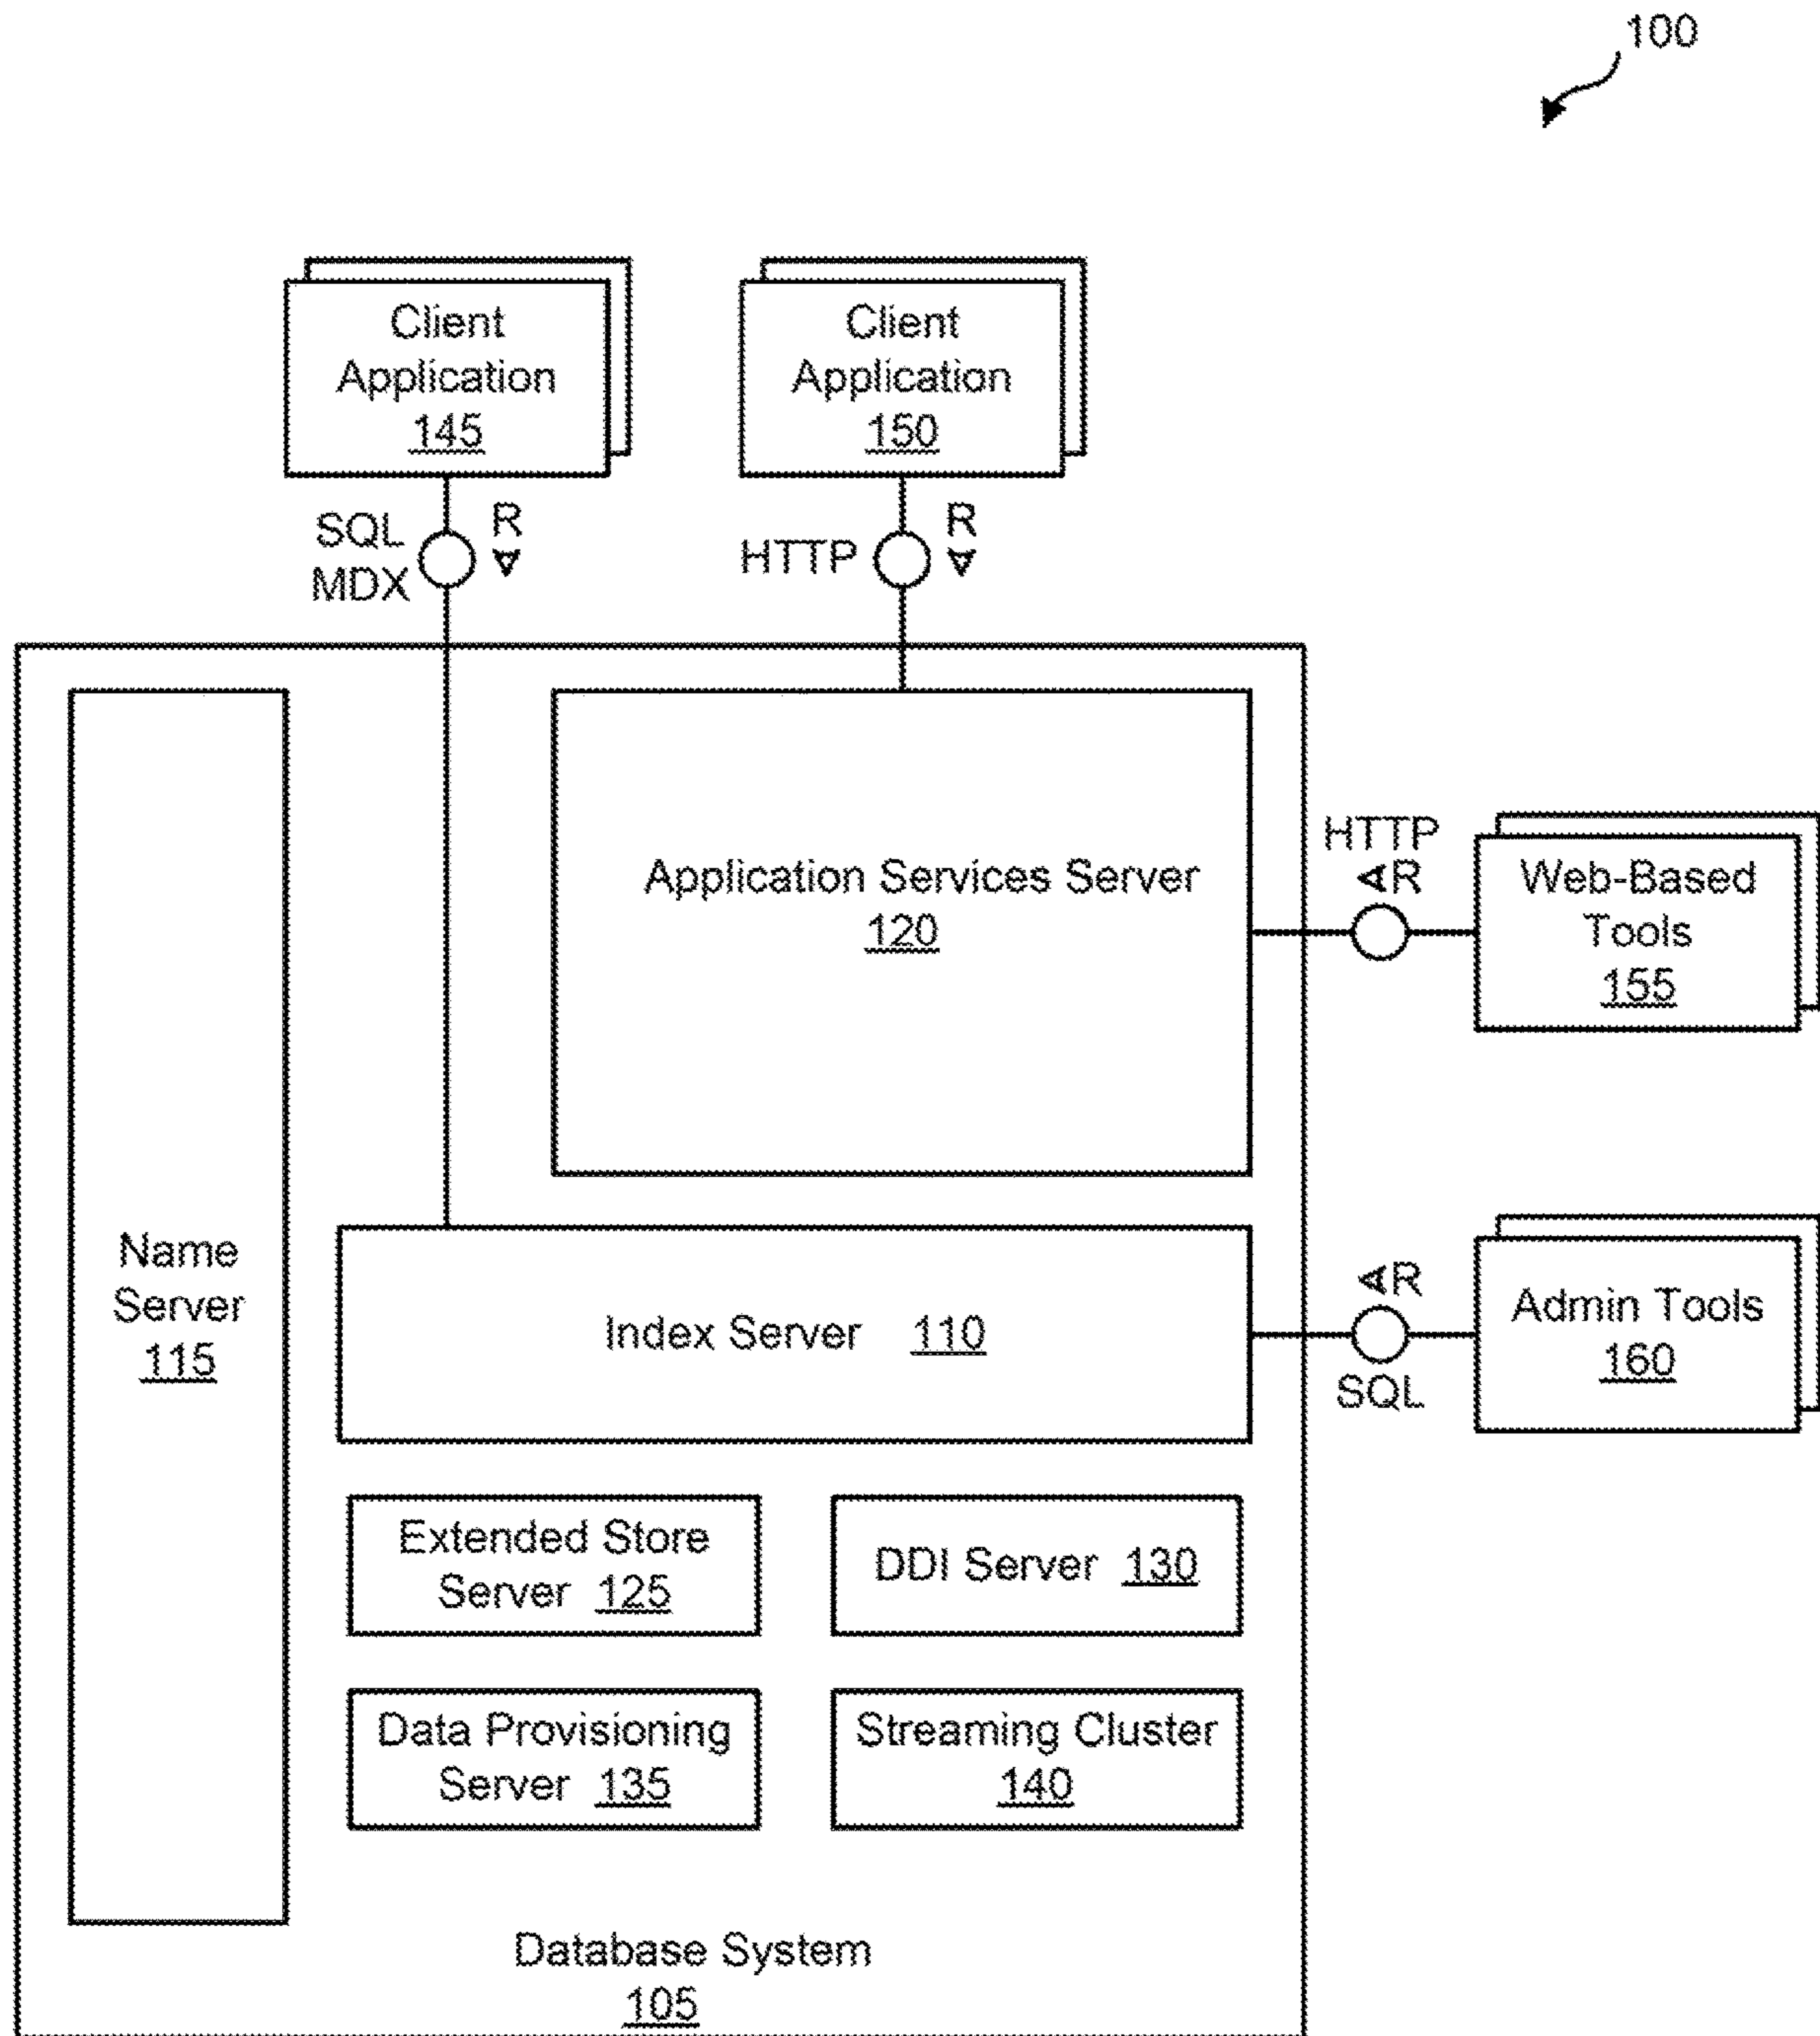 100
Client
Application
145
Client
Application
150
SQL
MDX
R
HTTP
R
Application Services Server
120
HTTP
R
Web-Based
Tools
155
Name
Server
115
Index Server 110
R
SQL
Admin Tools
160
Extended Store
Server 125
DDI Server 130
Data Provisioning
Server 135
Streaming Cluster
140
Database System
105